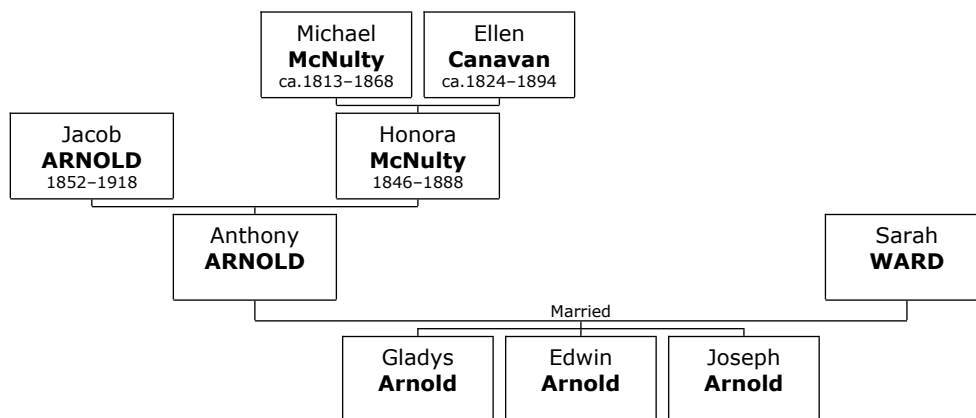 Michael
McNulty
ca.1813–1868
Ellen
Canavan
ca.1824–1894
Jacob
ARNOLD
1852–1918
Honora
McNulty
1846–1888
Anthony
ARNOLD
Sarah
WARD
Married
Gladys
Arnold
Edwin
Arnold
Joseph
Arnold